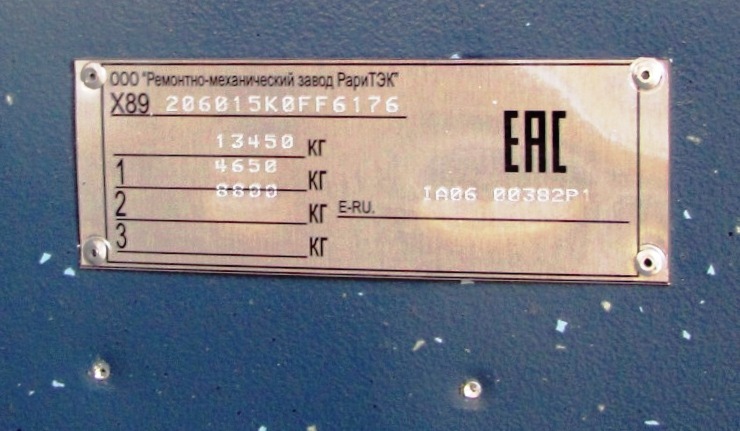 ООО "Ремонтно-механический завод РариТЭК"
X89 206015K0FF6176
13450 КГ
1 4650 КГ
2 8800 КГ
3 КГ
EAC
E-RU. IA06 00382P1